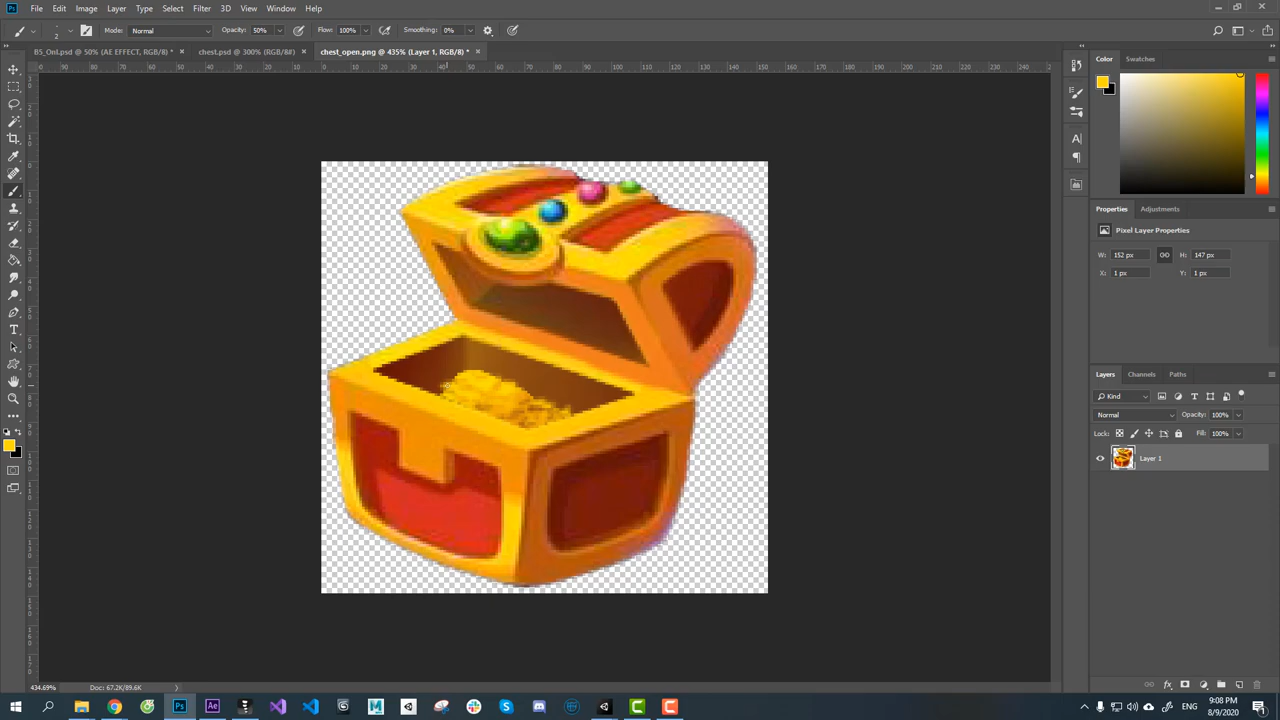 File Edit Image Layer Type Select Filter 3D View Window Help
2 Mode: Normal Opacity: 50% Flow: 100% Smoothing: 0%
BS_Onl.psd @ 50% (AE EFFECT, RGB/8) * × chest.psd @ 300% (RGB/8#) × chest_open.png @ 435% (Layer 1, RGB/8) * ×
Color Swatches
Properties Adjustments
Pixel Layer Properties
W: 152 px H: 147 px
X: 1 px Y: 1 px
Layers Channels Paths
Kind
Normal Opacity: 100%
Lock: Fill: 100%
Layer 1
434.69% Doc: 67.2K/89.6K
9:08 PM
8/9/2020